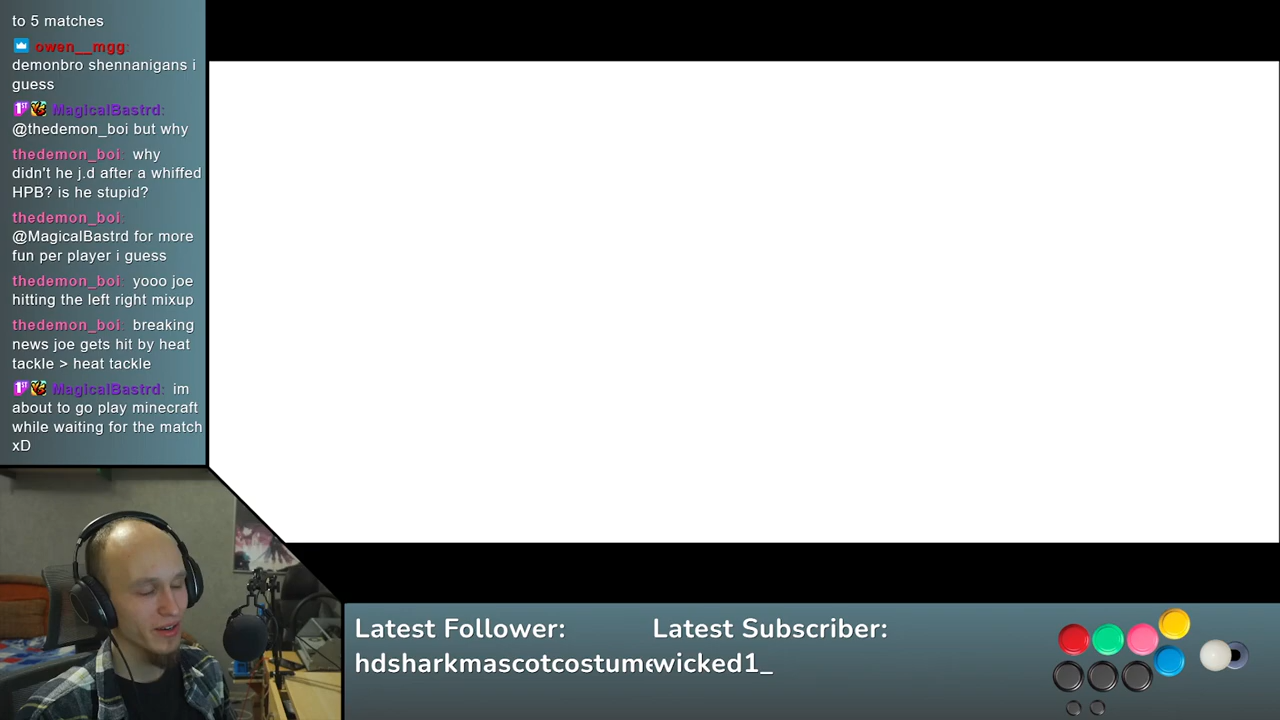 to 5 matches
owen__mgg:
demonbro shennanigans i
guess
1ST MagicalBastrd:
@thedemon_boi but why
thedemon_boi: why
didn't he j.d after a whiffed
HPB? is he stupid?
thedemon_boi:
@MagicalBastrd for more
fun per player i guess
thedemon_boi: yooo joe
hitting the left right mixup
thedemon_boi: breaking
news joe gets hit by heat
tackle > heat tackle
1ST MagicalBastrd: im
about to go play minecraft
while waiting for the match
xD
Latest Follower:
hdsharkmascotcostume
Latest Subscriber:
wicked1_